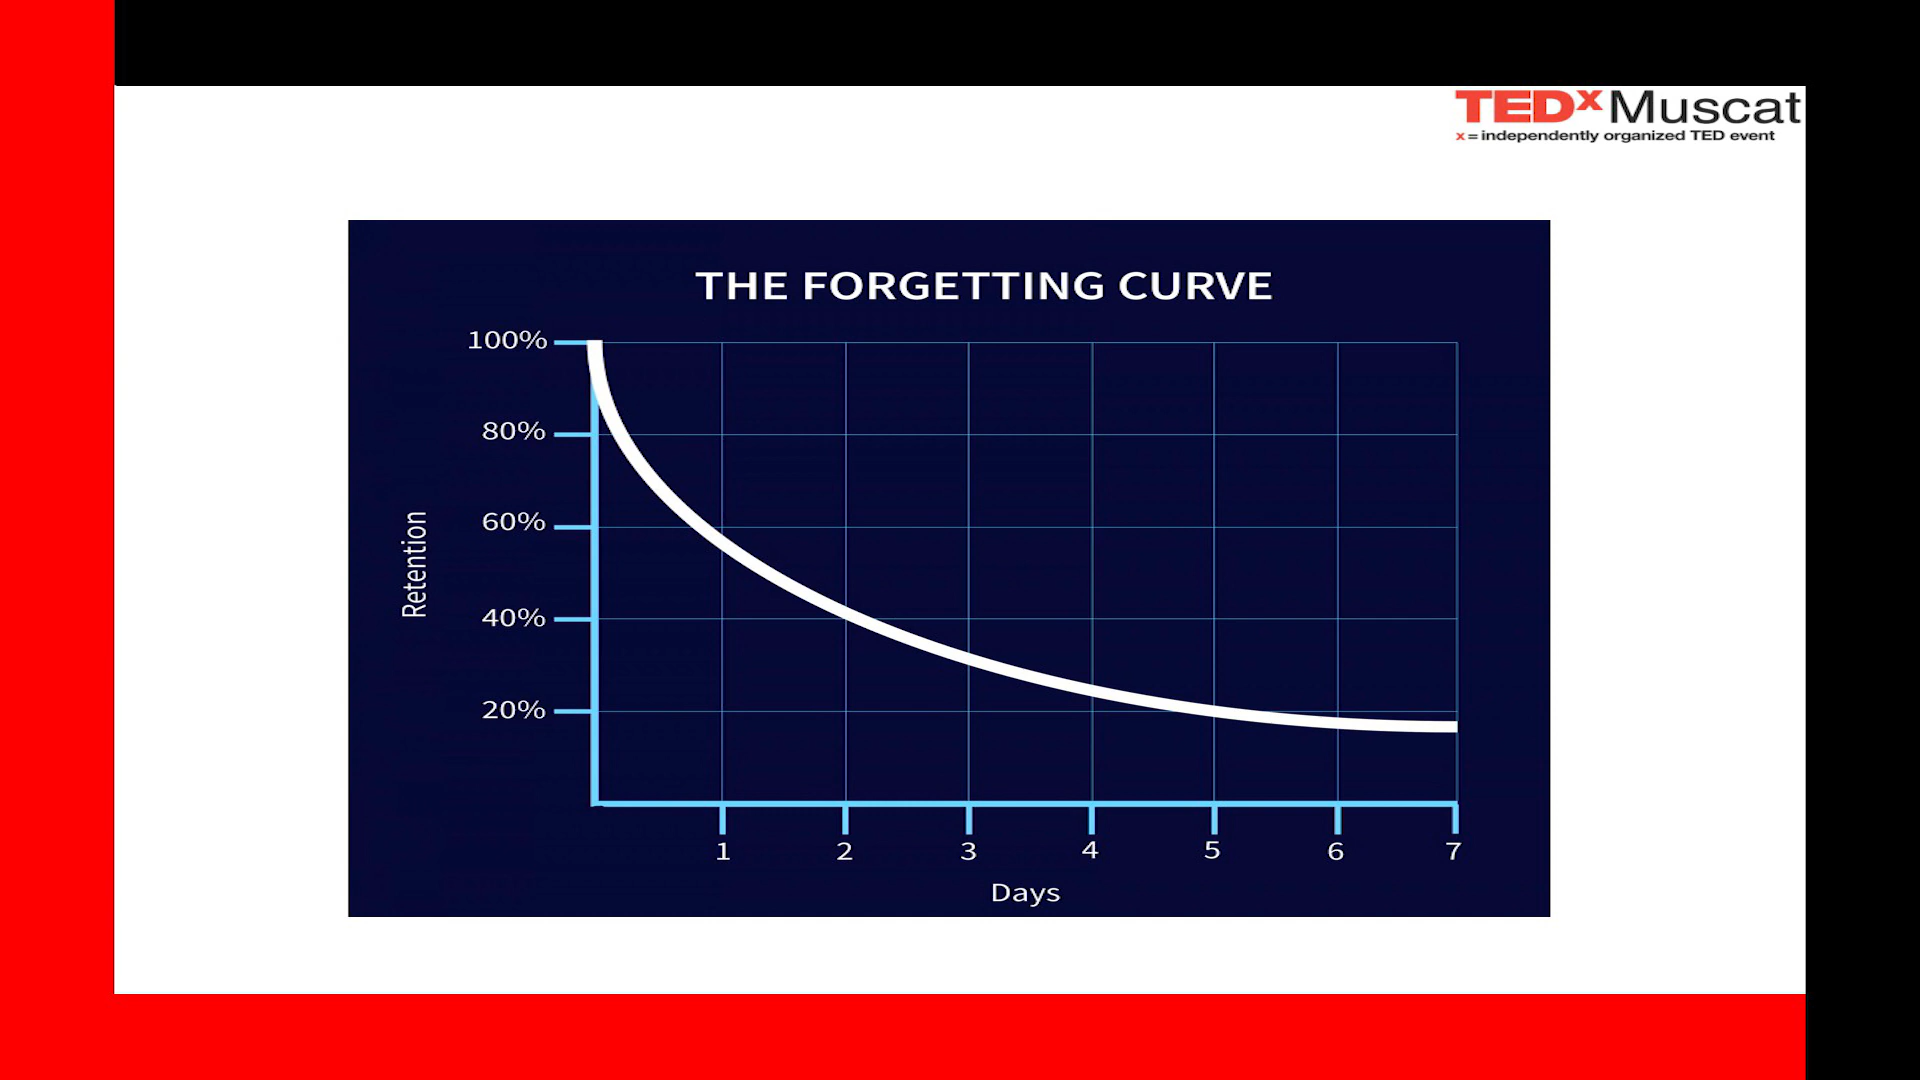 TEDxMuscat
x = independently organized TED event
THE FORGETTING CURVE
100%
80%
60%
40%
20%
Retention
1 2 3 4 5 6 7
Days